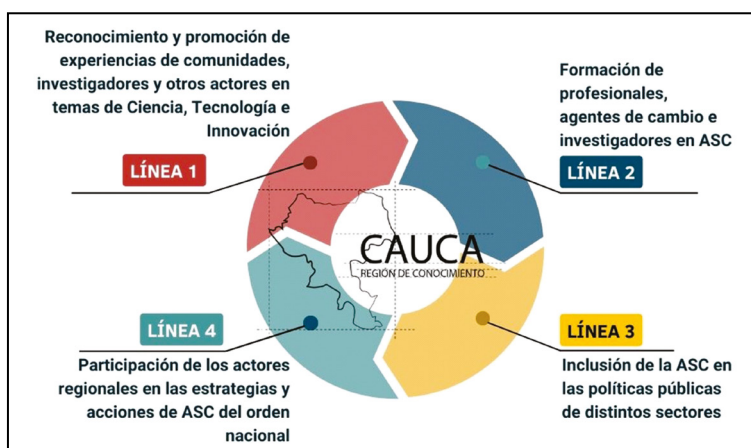 Reconocimiento y promoción de
experiencias de comunidades,
investigadores y otros actores en
temas de Ciencia, Tecnología e
Innovación
LÍNEA 1
Formación de
profesionales,
agentes de cambio e
investigadores en ASC
LÍNEA 2
CAUCA
REGIÓN DE CONOCIMIENTO
LÍNEA 4
Participación de los actores
regionales en las estrategias y
acciones de ASC del orden
nacional
LÍNEA 3
Inclusión de la ASC en
las políticas públicas
de distintos sectores